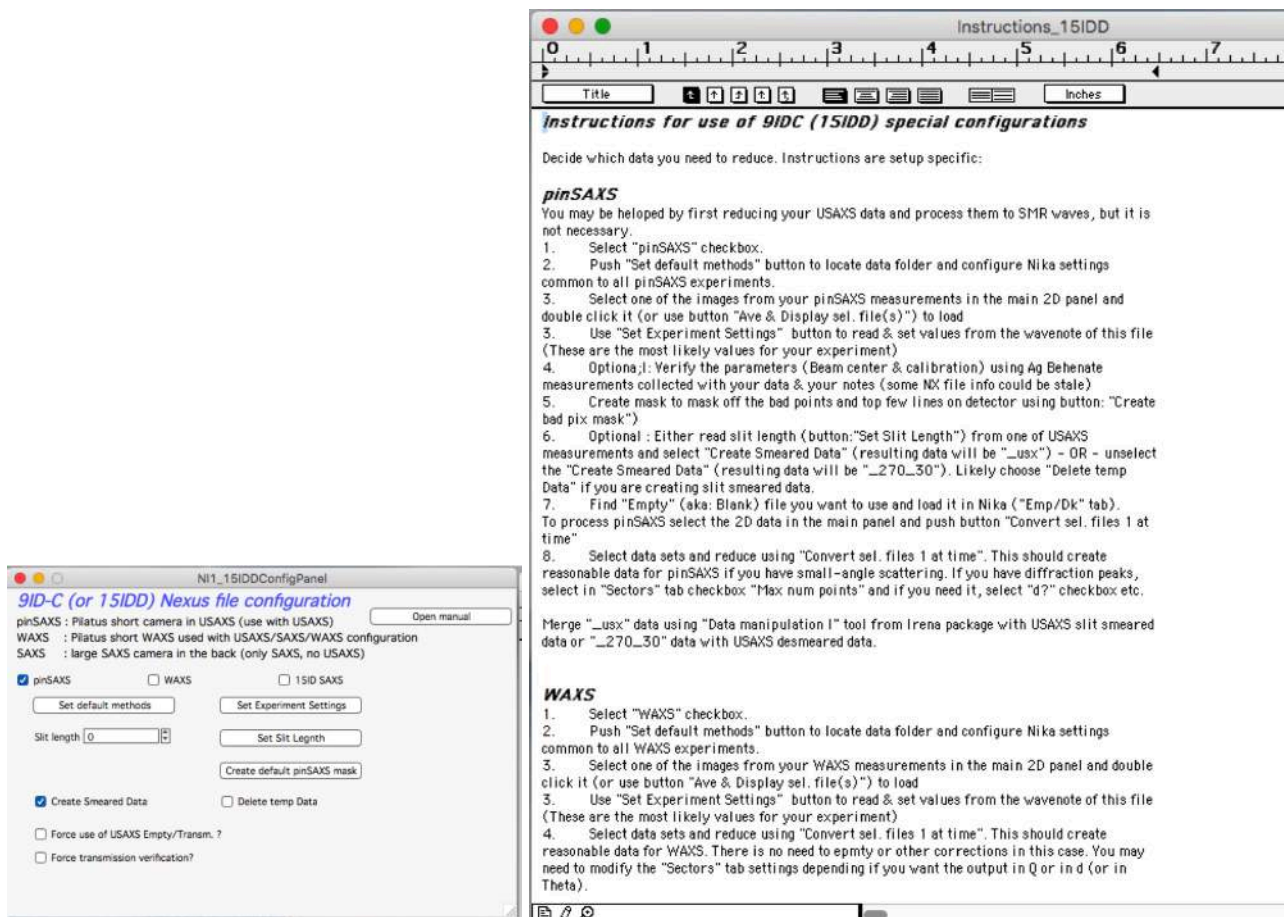 Instructions_15IDD
0 1 2 3 4 5 6 7
Title
Inches
Instructions for use of 9IDC (15IDD) special configurations
Decide which data you need to reduce. Instructions are setup specific:
pinSAXS
You may be heloped by first reducing your USAXS data and process them to SMR waves, but it is
not necessary.
1. Select "pinSAXS" checkbox.
2. Push "Set default methods" button to locate data folder and configure Nika settings
common to all pinSAXS experiments.
3. Select one of the images from your pinSAXS measurements in the main 2D panel and
double click it (or use button "Ave & Display sel. file(s)") to load
3. Use "Set Experiment Settings" button to read & set values from the wavenote of this file
(These are the most likely values for your experiment)
4. Optiona;l: Verify the parameters (Beam center & calibration) using Ag Behenate
measurements collected with your data & your notes (some NX file info could be stale)
5. Create mask to mask off the bad points and top few lines on detector using button: "Create
bad pix mask")
6. Optional : Either read slit length (button:"Set Slit Length") from one of USAXS
measurements and select "Create Smeared Data" (resulting data will be "_usx") - OR - unselect
the "Create Smeared Data" (resulting data will be "_270_30"). Likely choose "Delete temp
Data" if you are creating slit smeared data.
7. Find "Empty" (aka: Blank) file you want to use and load it in Nika ("Emp/Dk" tab).
To process pinSAXS select the 2D data in the main panel and push button "Convert sel. files 1 at
time"
8. Select data sets and reduce using "Convert sel. files 1 at time". This should create
reasonable data for pinSAXS if you have small-angle scattering. If you have diffraction peaks,
select in "Sectors" tab checkbox "Max num points" and if you need it, select "d?" checkbox etc.
Merge "_usx" data using "Data manipulation I" tool from Irena package with USAXS slit smeared
data or "_270_30" data with USAXS desmeared data.
WAXS
1. Select "WAXS" checkbox.
2. Push "Set default methods" button to locate data folder and configure Nika settings
common to all WAXS experiments.
3. Select one of the images from your WAXS measurements in the main 2D panel and double
click it (or use button "Ave & Display sel. file(s)") to load
3. Use "Set Experiment Settings" button to read & set values from the wavenote of this file
(These are the most likely values for your experiment)
4. Select data sets and reduce using "Convert sel. files 1 at time". This should create
reasonable data for WAXS. There is no need to epmty or other corrections in this case. You may
need to modify the "Sectors" tab settings depending if you want the output in Q or in d (or in
Theta).
NI1_15IDDConfigPanel
9ID-C (or 15IDD) Nexus file configuration
Open manual
pinSAXS : Pilatus short camera in USAXS (use with USAXS)
WAXS : Pilatus short WAXS used with USAXS/SAXS/WAXS configuration
SAXS : large SAXS camera in the back (only SAXS, no USAXS)
pinSAXS WAXS 15ID SAXS
Set default methods Set Experiment Settings
Slit length 0 Set Slit Legnth
Create default pinSAXS mask
Create Smeared Data Delete temp Data
Force use of USAXS Empty/Transm. ?
Force transmission verification?